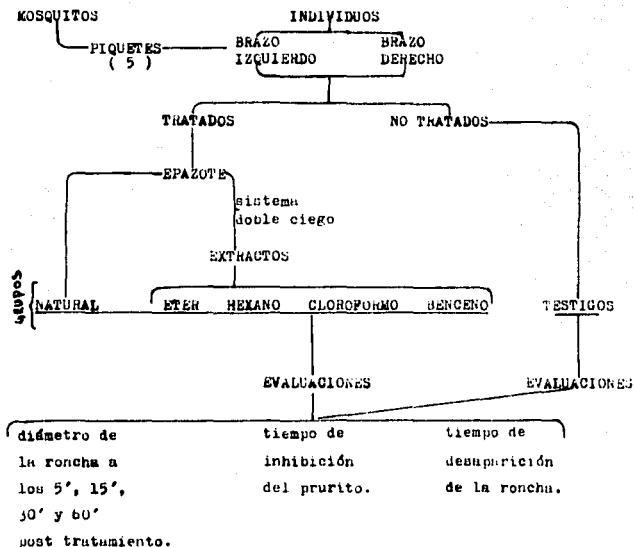 MOSQUITOS
INDIVIDUOS
PIQUETES
( 5 )
BRAZO
IZQUIERDO
BRAZO
DERECHO
TRATADOS
NO TRATADOS
EPAZOTE
sistema
doble ciego
EXTRACTOS
GRUPOS
NATURAL
ETER
HEXANO
CLOROFORMO
BENCENO
TESTIGOS
EVALUACIONES
EVALUACIONES
diámetro de
la roncha a
los 5', 15',
30' y 60'
post tratamiento.
tiempo de
inhibición
del prurito.
tiempo de
desaparición
de la roncha.